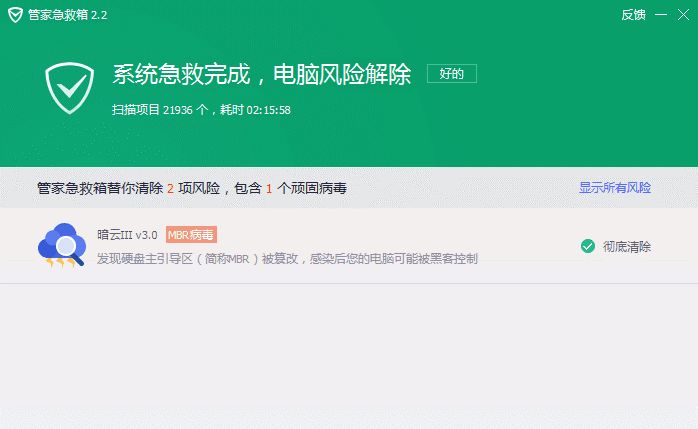 管家急救箱 2.2 反馈
系统急救完成，电脑风险解除 好的
扫描项目 21936 个，耗时 02:15:58
管家急救箱替你清除 2 项风险，包含 1 个顽固病毒 显示所有风险
暗云III v3.0 MBR病毒
发现硬盘主引导区（简称MBR）被篡改，感染后您的电脑可能被黑客控制 彻底清除